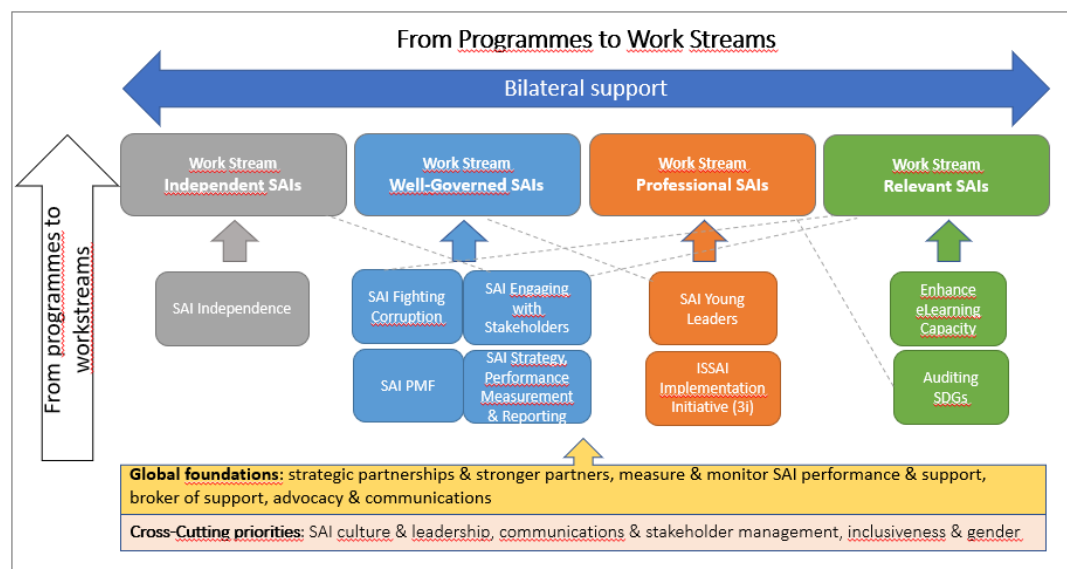 From Programmes to Work Streams
Bilateral support
From programmes to
workstreams
Work Stream
Independent SAIs
Work Stream
Well-Governed SAIs
Work Stream
Professional SAIs
Work Stream
Relevant SAIs
SAI Independence
SAI Fighting
Corruption
SAI Engaging
with
Stakeholders
SAI PMF
SAI Strategy,
Performance
Measurement
& Reporting
SAI Young
Leaders
ISSAI
Implementation
Initiative (3i)
Enhance
eLearning
Capacity
Auditing
SDGs
Global foundations: strategic partnerships & stronger partners, measure & monitor SAI performance & support,
broker of support, advocacy & communications
Cross-Cutting priorities: SAI culture & leadership, communications & stakeholder management, inclusiveness & gender